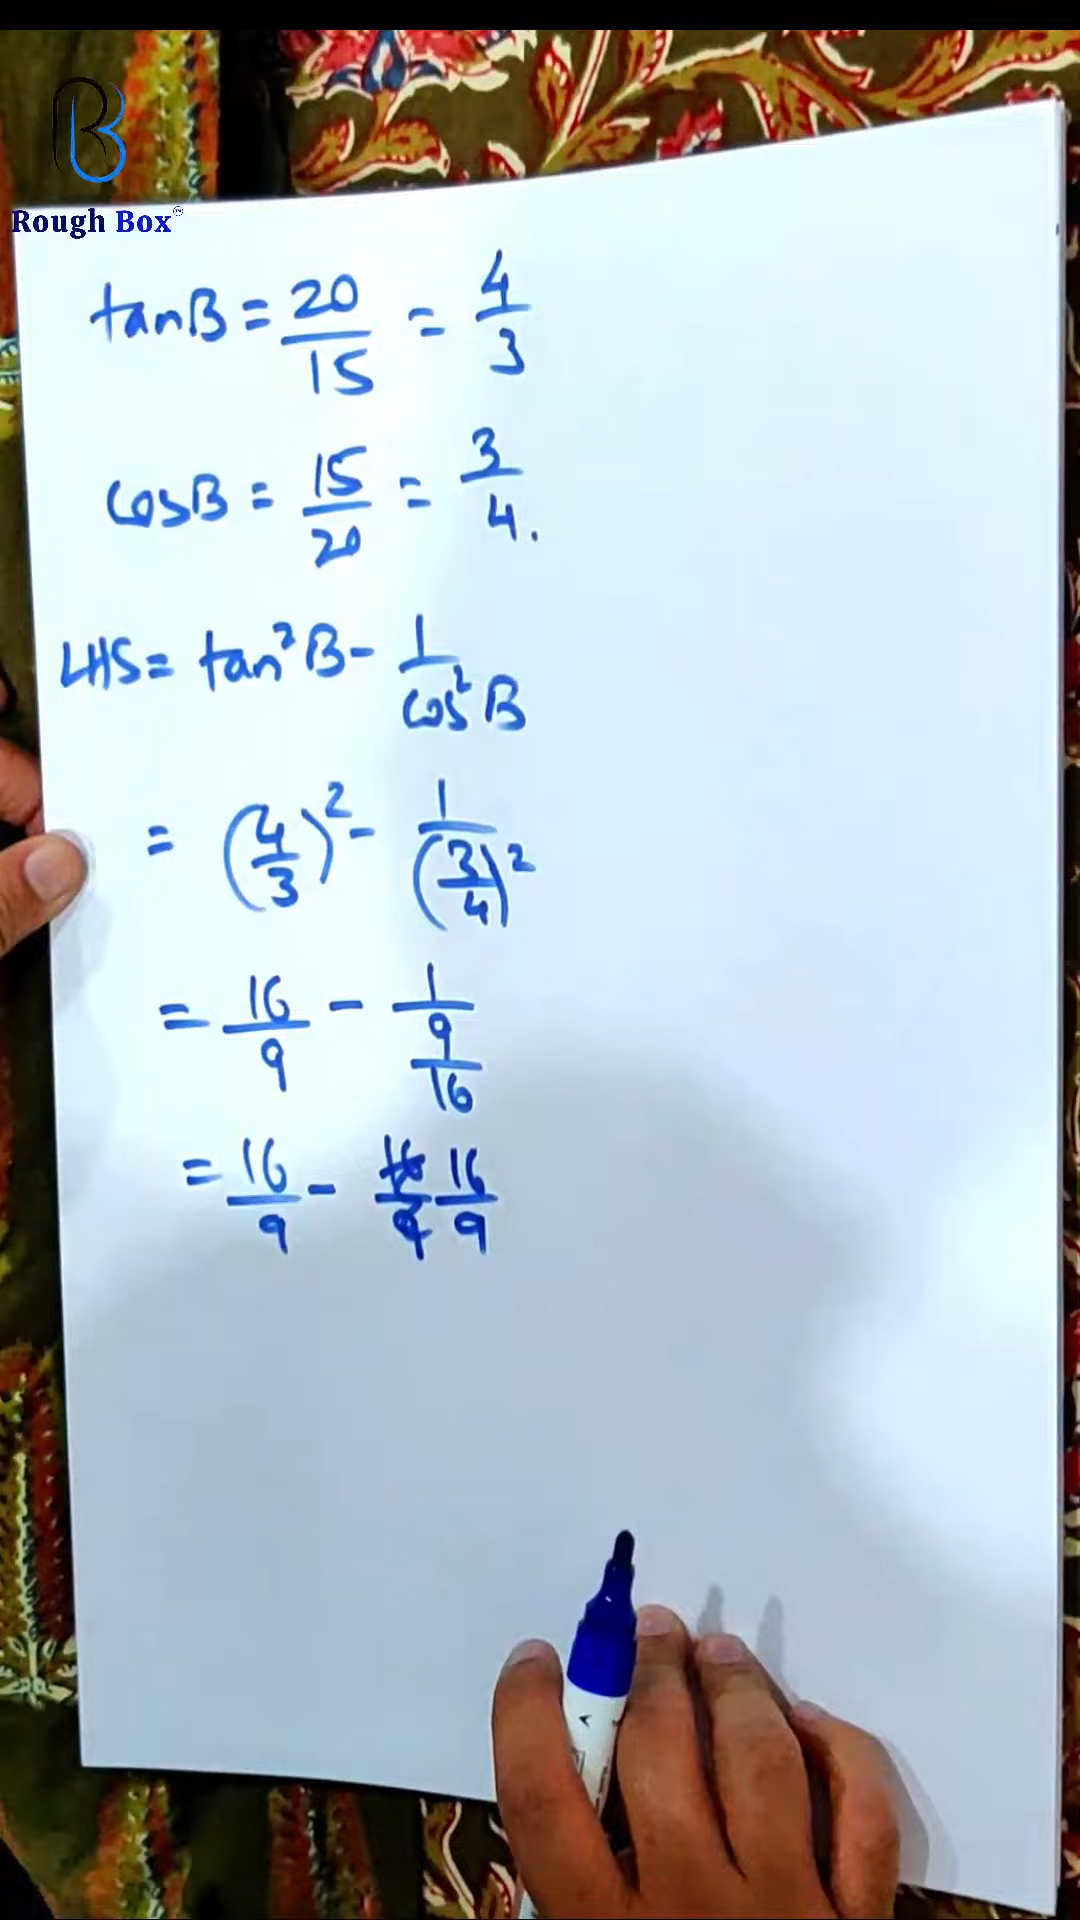 Rough Box™
tanB = 20/15 = 4/3
cosB = 15/20 = 3/4.
LHS = tan²B - 1/cos²B
= (4/3)² - 1/(3/4)²
= 16/9 - 1/(9/16)
= 16/9 - 16/9